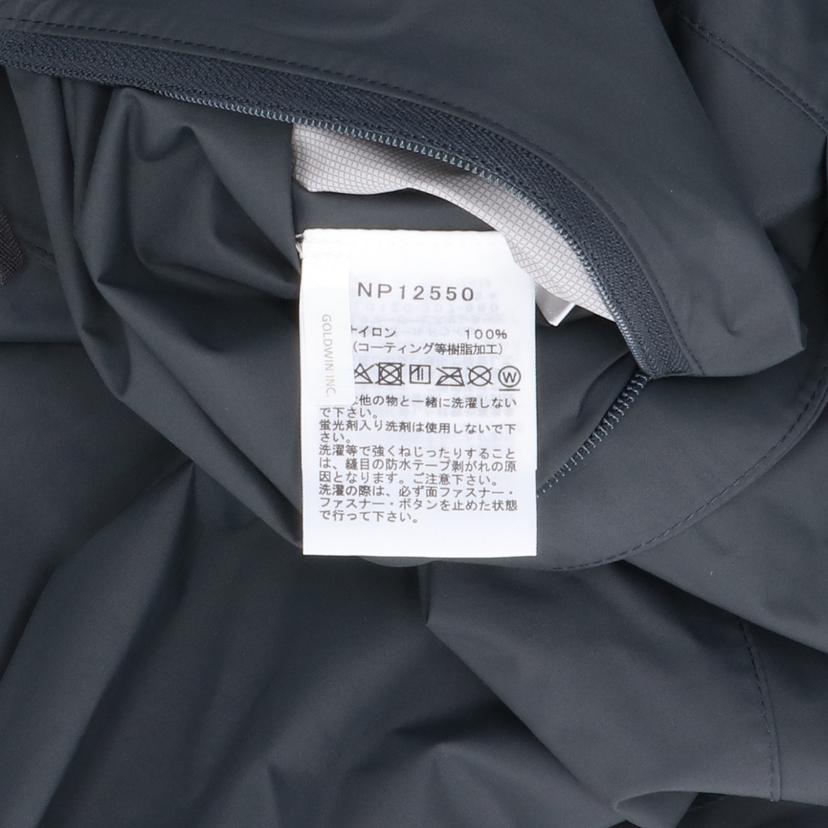 NP12550
GOLDWIN INC.
イロン 100%
(コーティング等樹脂加工)
W
他の物と一緒に洗濯しない
で下さい。
蛍光剤入り洗剤は使用しないで下
さい。
洗濯等で強くねじったりすること
は、縫目の防水テープ剥がれの原
因となります。ご注意下さい。
洗濯の際は、必ず面ファスナー・
ファスナー・ボタンを止めた状態
で行って下さい。